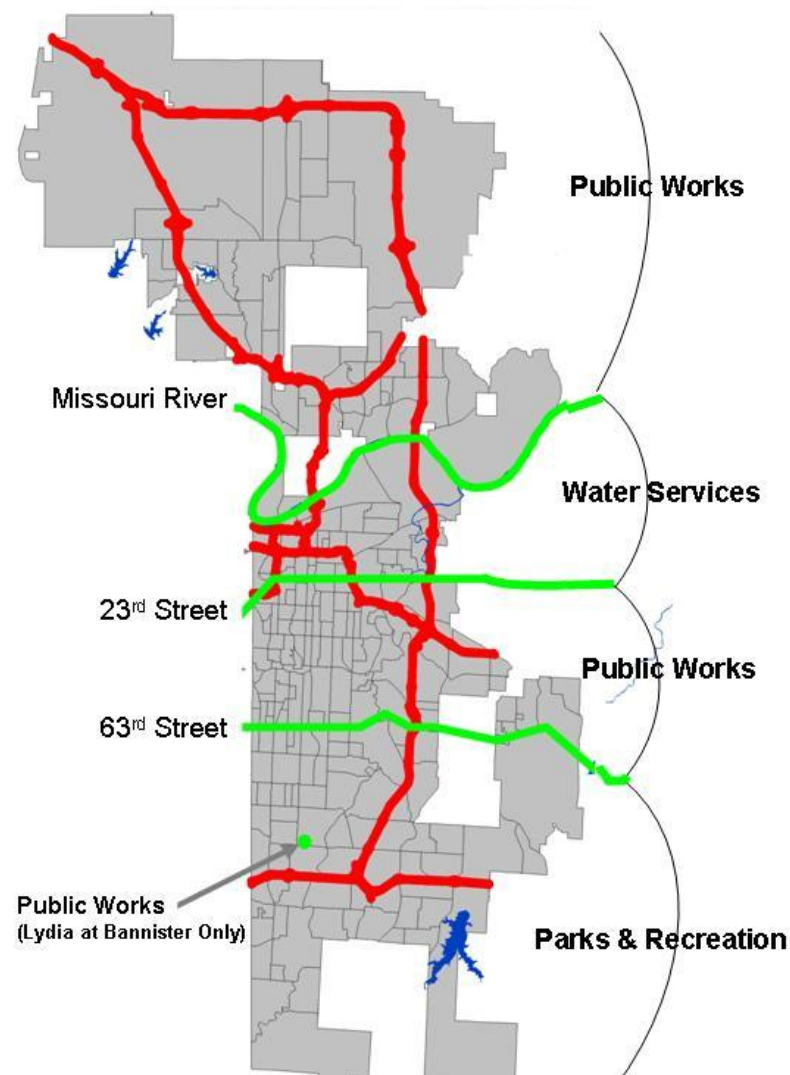 Public Works
Missouri River
Water Services
23rd Street
Public Works
63rd Street
Public Works
(Lydia at Bannister Only)
Parks & Recreation